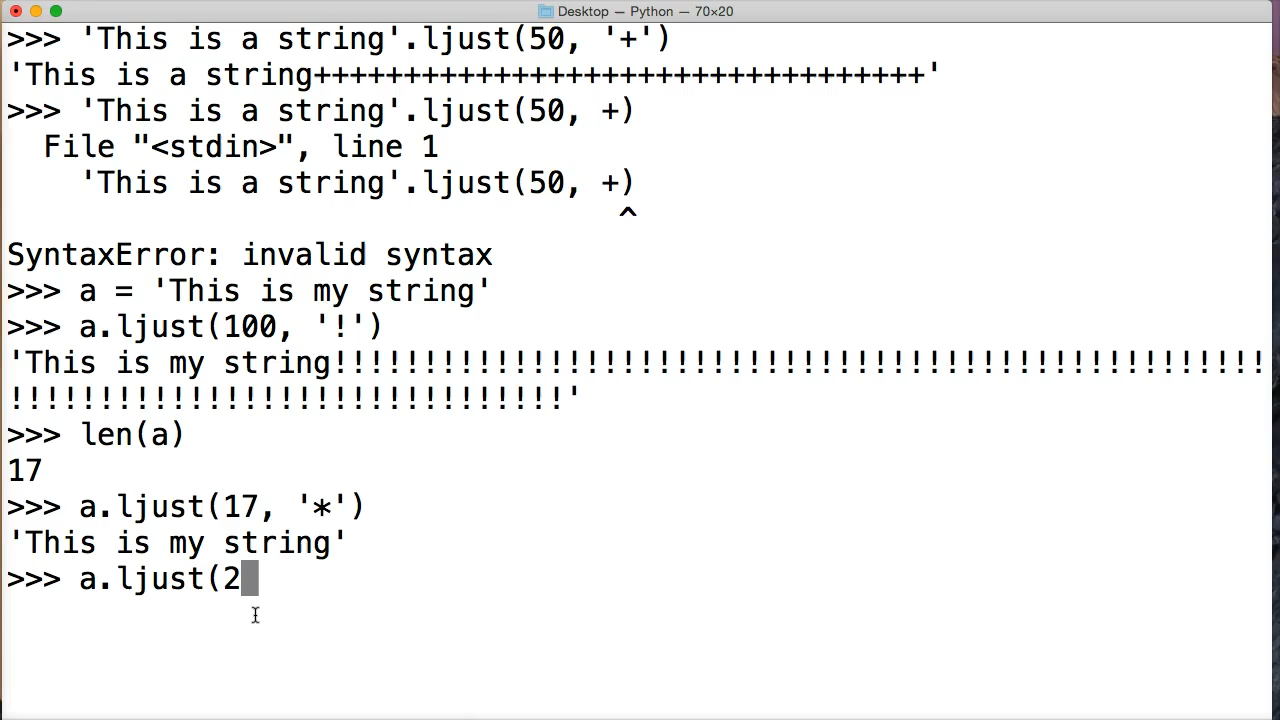 Desktop — Python — 70×20
>>> 'This is a string'.ljust(50, '+')
'This is a string++++++++++++++++++++++++++++++++++'
>>> 'This is a string'.ljust(50, +)
  File "<stdin>", line 1
    'This is a string'.ljust(50, +)
                                  ^
SyntaxError: invalid syntax
>>> a = 'This is my string'
>>> a.ljust(100, '!')
'This is my string!!!!!!!!!!!!!!!!!!!!!!!!!!!!!!!!!!!!!!!!!!!!!!!!!!!!
!!!!!!!!!!!!!!!!!!!!!!!!!!!!!!!'
>>> len(a)
17
>>> a.ljust(17, '*')
'This is my string'
>>> a.ljust(2